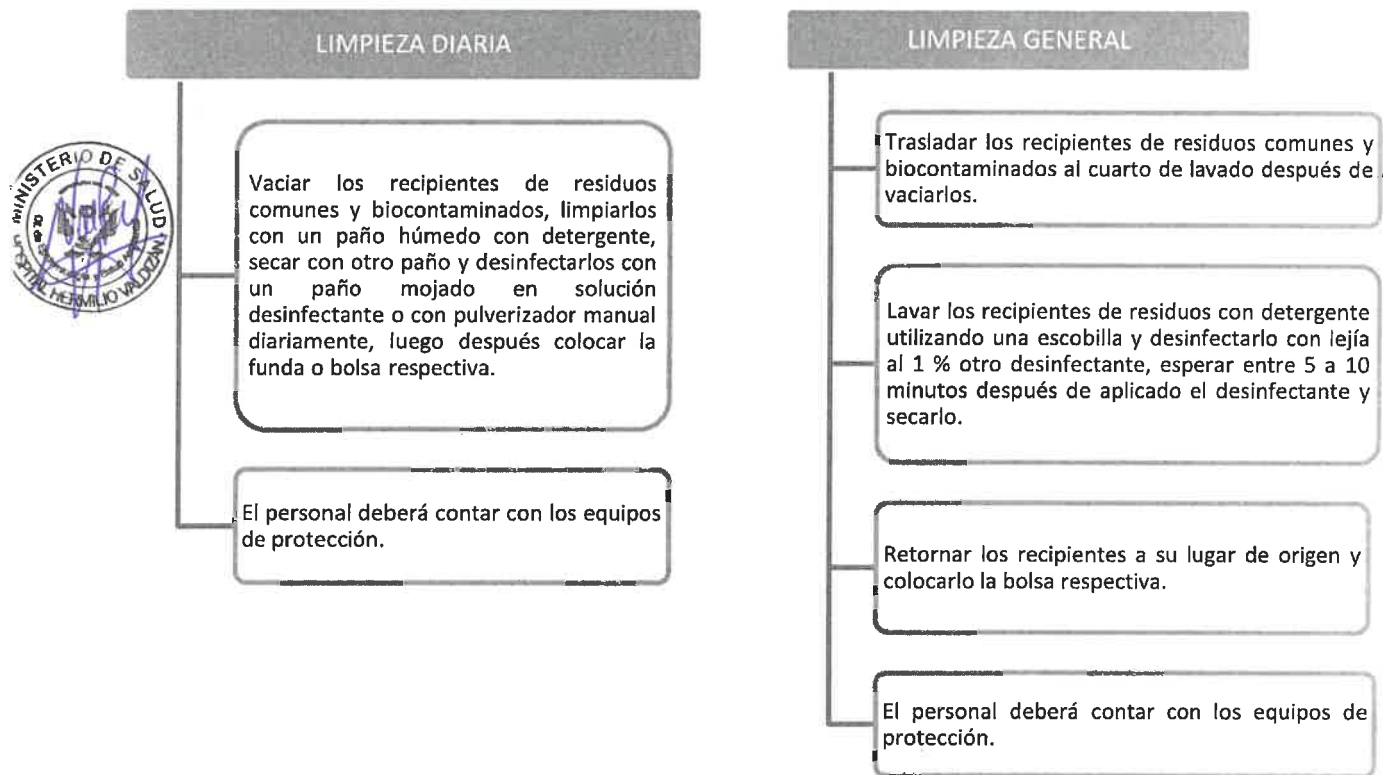 LIMPIEZA DIARIA
Vaciar los recipientes de residuos
comunes y biocontaminados, limpiarlos
con un paño húmedo con detergente,
secar con otro paño y desinfectarlos con
un paño mojado en solución
desinfectante o con pulverizador manual
diariamente, luego después colocar la
funda o bolsa respectiva.
El personal deberá contar con los equipos
de protección.
MINISTERIO DE SALUD
HOSPITAL HERMILIO VALDIZÁN
LIMPIEZA GENERAL
Trasladar los recipientes de residuos comunes y
biocontaminados al cuarto de lavado después de
vaciarlos.
Lavar los recipientes de residuos con detergente
utilizando una escobilla y desinfectarlo con lejía
al 1 % otro desinfectante, esperar entre 5 a 10
minutos después de aplicado el desinfectante y
secarlo.
Retornar los recipientes a su lugar de origen y
colocarlo la bolsa respectiva.
El personal deberá contar con los equipos de
protección.